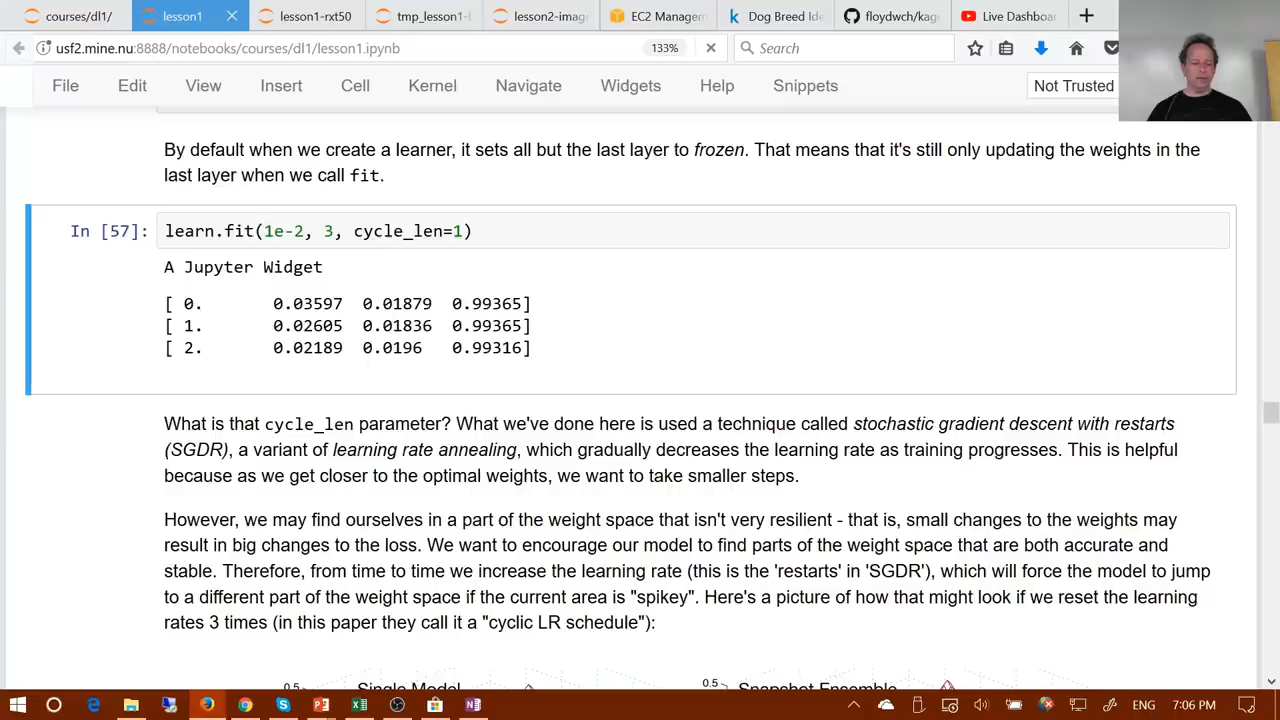 courses/dl1/
lesson1
lesson1-rxt50
tmp_lesson1-
lesson2-imag
EC2 Managem
Dog Breed Ide
floydwch/kag
Live Dashboa
usf2.mine.nu:8888/notebooks/courses/dl1/lesson1.ipynb
133%
Search
File Edit View Insert Cell Kernel Navigate Widgets Help Snippets
Not Trusted
By default when we create a learner, it sets all but the last layer to frozen. That means that it's still only updating the weights in the
last layer when we call fit.
In [57]: learn.fit(1e-2, 3, cycle_len=1)
A Jupyter Widget
[ 0. 0.03597 0.01879 0.99365]
[ 1. 0.02605 0.01836 0.99365]
[ 2. 0.02189 0.0196 0.99316]
What is that cycle_len parameter? What we've done here is used a technique called stochastic gradient descent with restarts
(SGDR), a variant of learning rate annealing, which gradually decreases the learning rate as training progresses. This is helpful
because as we get closer to the optimal weights, we want to take smaller steps.
However, we may find ourselves in a part of the weight space that isn't very resilient - that is, small changes to the weights may
result in big changes to the loss. We want to encourage our model to find parts of the weight space that are both accurate and
stable. Therefore, from time to time we increase the learning rate (this is the 'restarts' in 'SGDR'), which will force the model to jump
to a different part of the weight space if the current area is "spikey". Here's a picture of how that might look if we reset the learning
rates 3 times (in this paper they call it a "cyclic LR schedule"):
0.5 Single Model 0.5 Snapshot Ensemble
ENG 7:06 PM